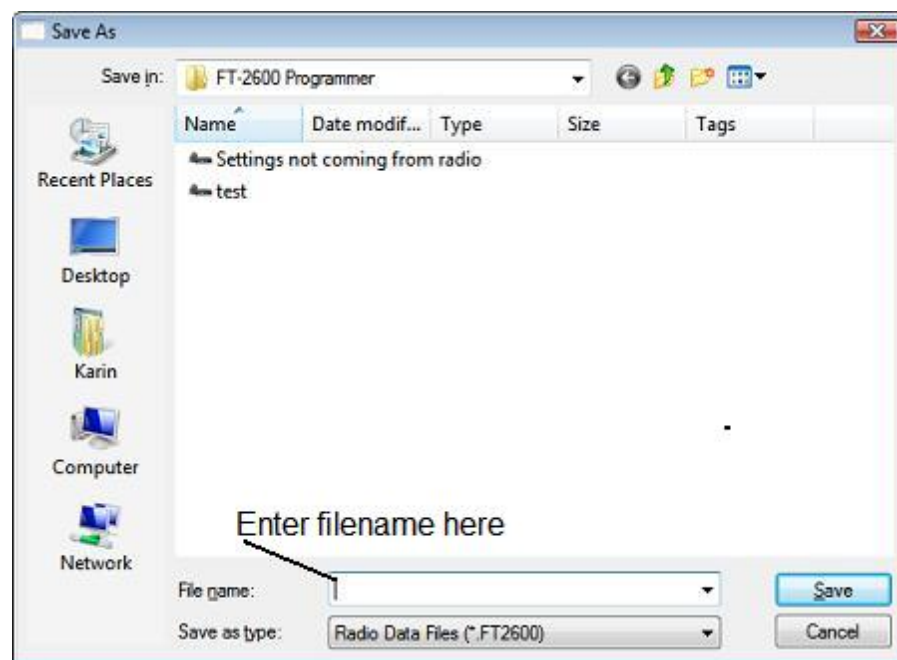 Save As
Save in:
FT-2600 Programmer
Name Date modif... Type Size Tags
Settings not coming from radio
test
Recent Places
Desktop
Karin
Computer
Network
Enter filename here
File name:
Save
Save as type:
Radio Data Files (*.FT2600)
Cancel